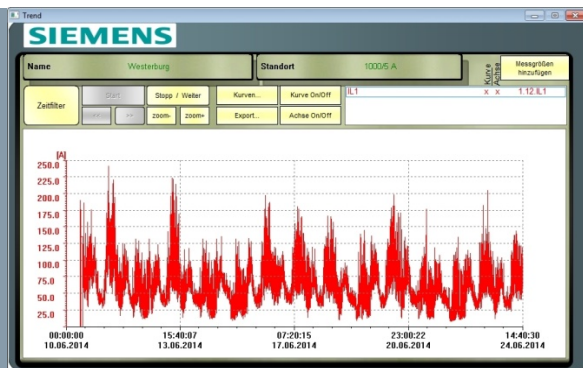 Trend
SIEMENS
Name Westerburg Standort 1000/5 A Kurve Achse Messgrößen hinzufügen
Zeitfilter Start Stopp / Weiter Kurven... Kurve On/Off IL1 x x 1.12.IL1
<< >> zoom- zoom+ Export... Achse On/Off
[A]
250.0
225.0
200.0
175.0
150.0
125.0
100.0
75.0
50.0
25.0
00:00:00 15:40:07 07:20:15 23:00:22 14:40:30
10.06.2014 13.06.2014 17.06.2014 20.06.2014 24.06.2014